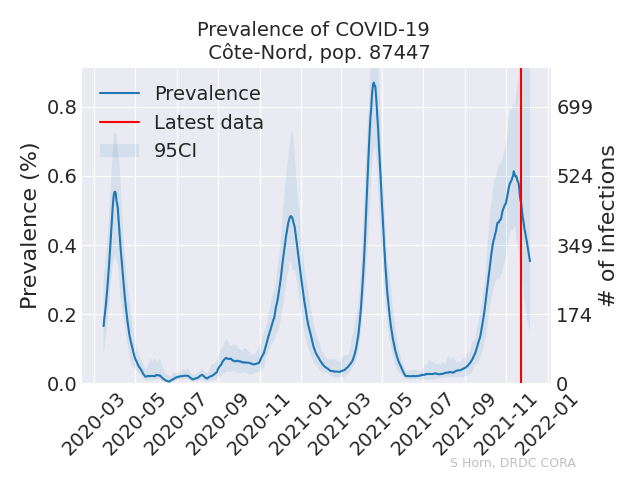 Prevalence of COVID-19
Côte-Nord, pop. 87447
Prevalence
Latest data
95CI
Prevalence (%)
0.8
0.6
0.4
0.2
0.0
699
524
349
174
0
# of infections
2020-03
2020-05
2020-07
2020-09
2020-11
2021-01
2021-03
2021-05
2021-07
2021-09
2021-11
2022-01
S Horn, DRDC CORA